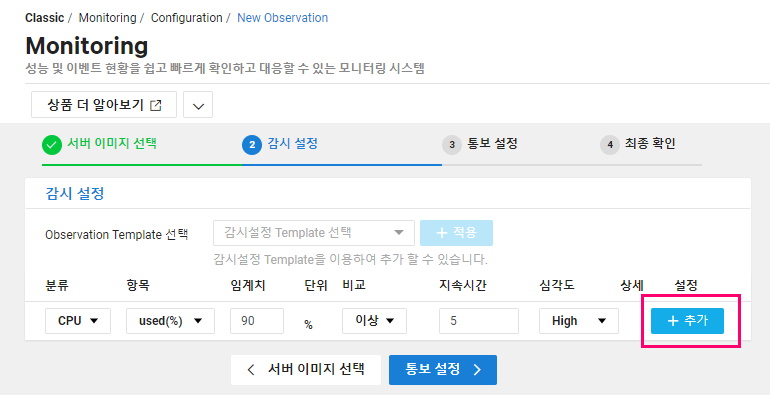 Classic / Monitoring / Configuration / New Observation
Monitoring
성능 및 이벤트 현황을 쉽고 빠르게 확인하고 대응할 수 있는 모니터링 시스템
상품 더 알아보기
서버 이미지 선택 2 감시 설정 3 통보 설정 4 최종 확인
감시 설정
Observation Template 선택 감시설정 Template 선택 + 적용
감시설정 Template을 이용하여 추가 할 수 있습니다.
분류 항목 임계치 단위 비교 지속시간 심각도 상세 설정
CPU used(%) 90 % 이상 5 High + 추가
< 서버 이미지 선택 통보 설정 >